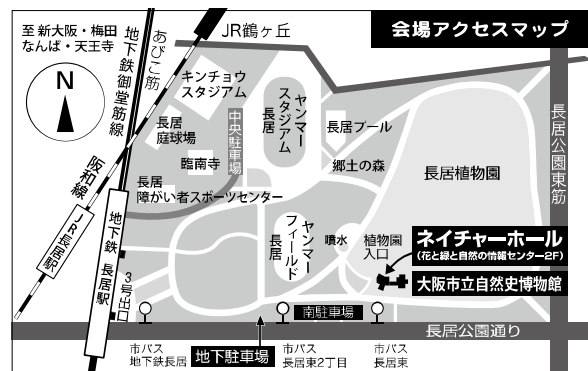 会場アクセスマップ
至 新大阪・梅田
なんば・天王寺
地下鉄御堂筋線
あびこ筋
JR鶴ヶ丘
N
阪和線
JR長居駅
地下鉄 長居駅
3号出口
キンチョウ
スタジアム
長居
庭球場
臨南寺
中央駐車場
長居
障がい者スポーツセンター
ヤンマー
スタジアム
長居
長居プール
郷土の森
長居植物園
長居公園東筋
ヤンマー
フィールド
長居
噴水
植物園
入口
ネイチャーホール
(花と緑と自然の情報センター2F)
大阪市立自然史博物館
南駐車場
長居公園通り
市バス
地下鉄長居
地下駐車場
市バス
長居東2丁目
市バス
長居東